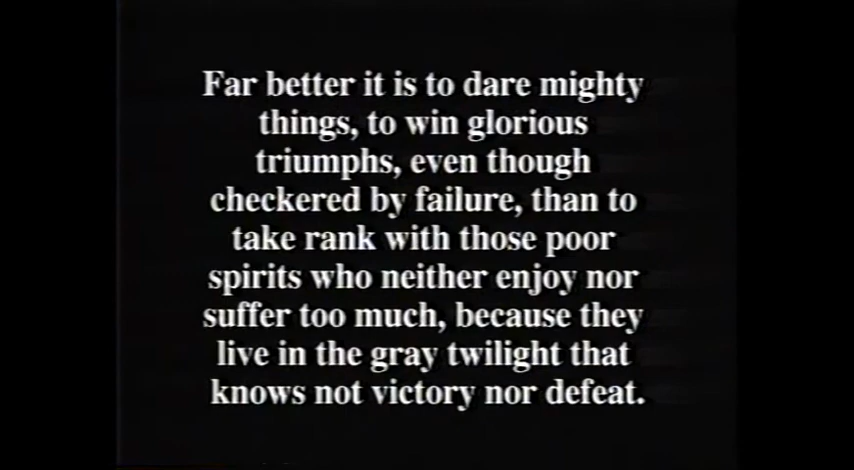 Far better it is to dare mighty
things, to win glorious
triumphs, even though
checkered by failure, than to
take rank with those poor
spirits who neither enjoy nor
suffer too much, because they
live in the gray twilight that
knows not victory nor defeat.